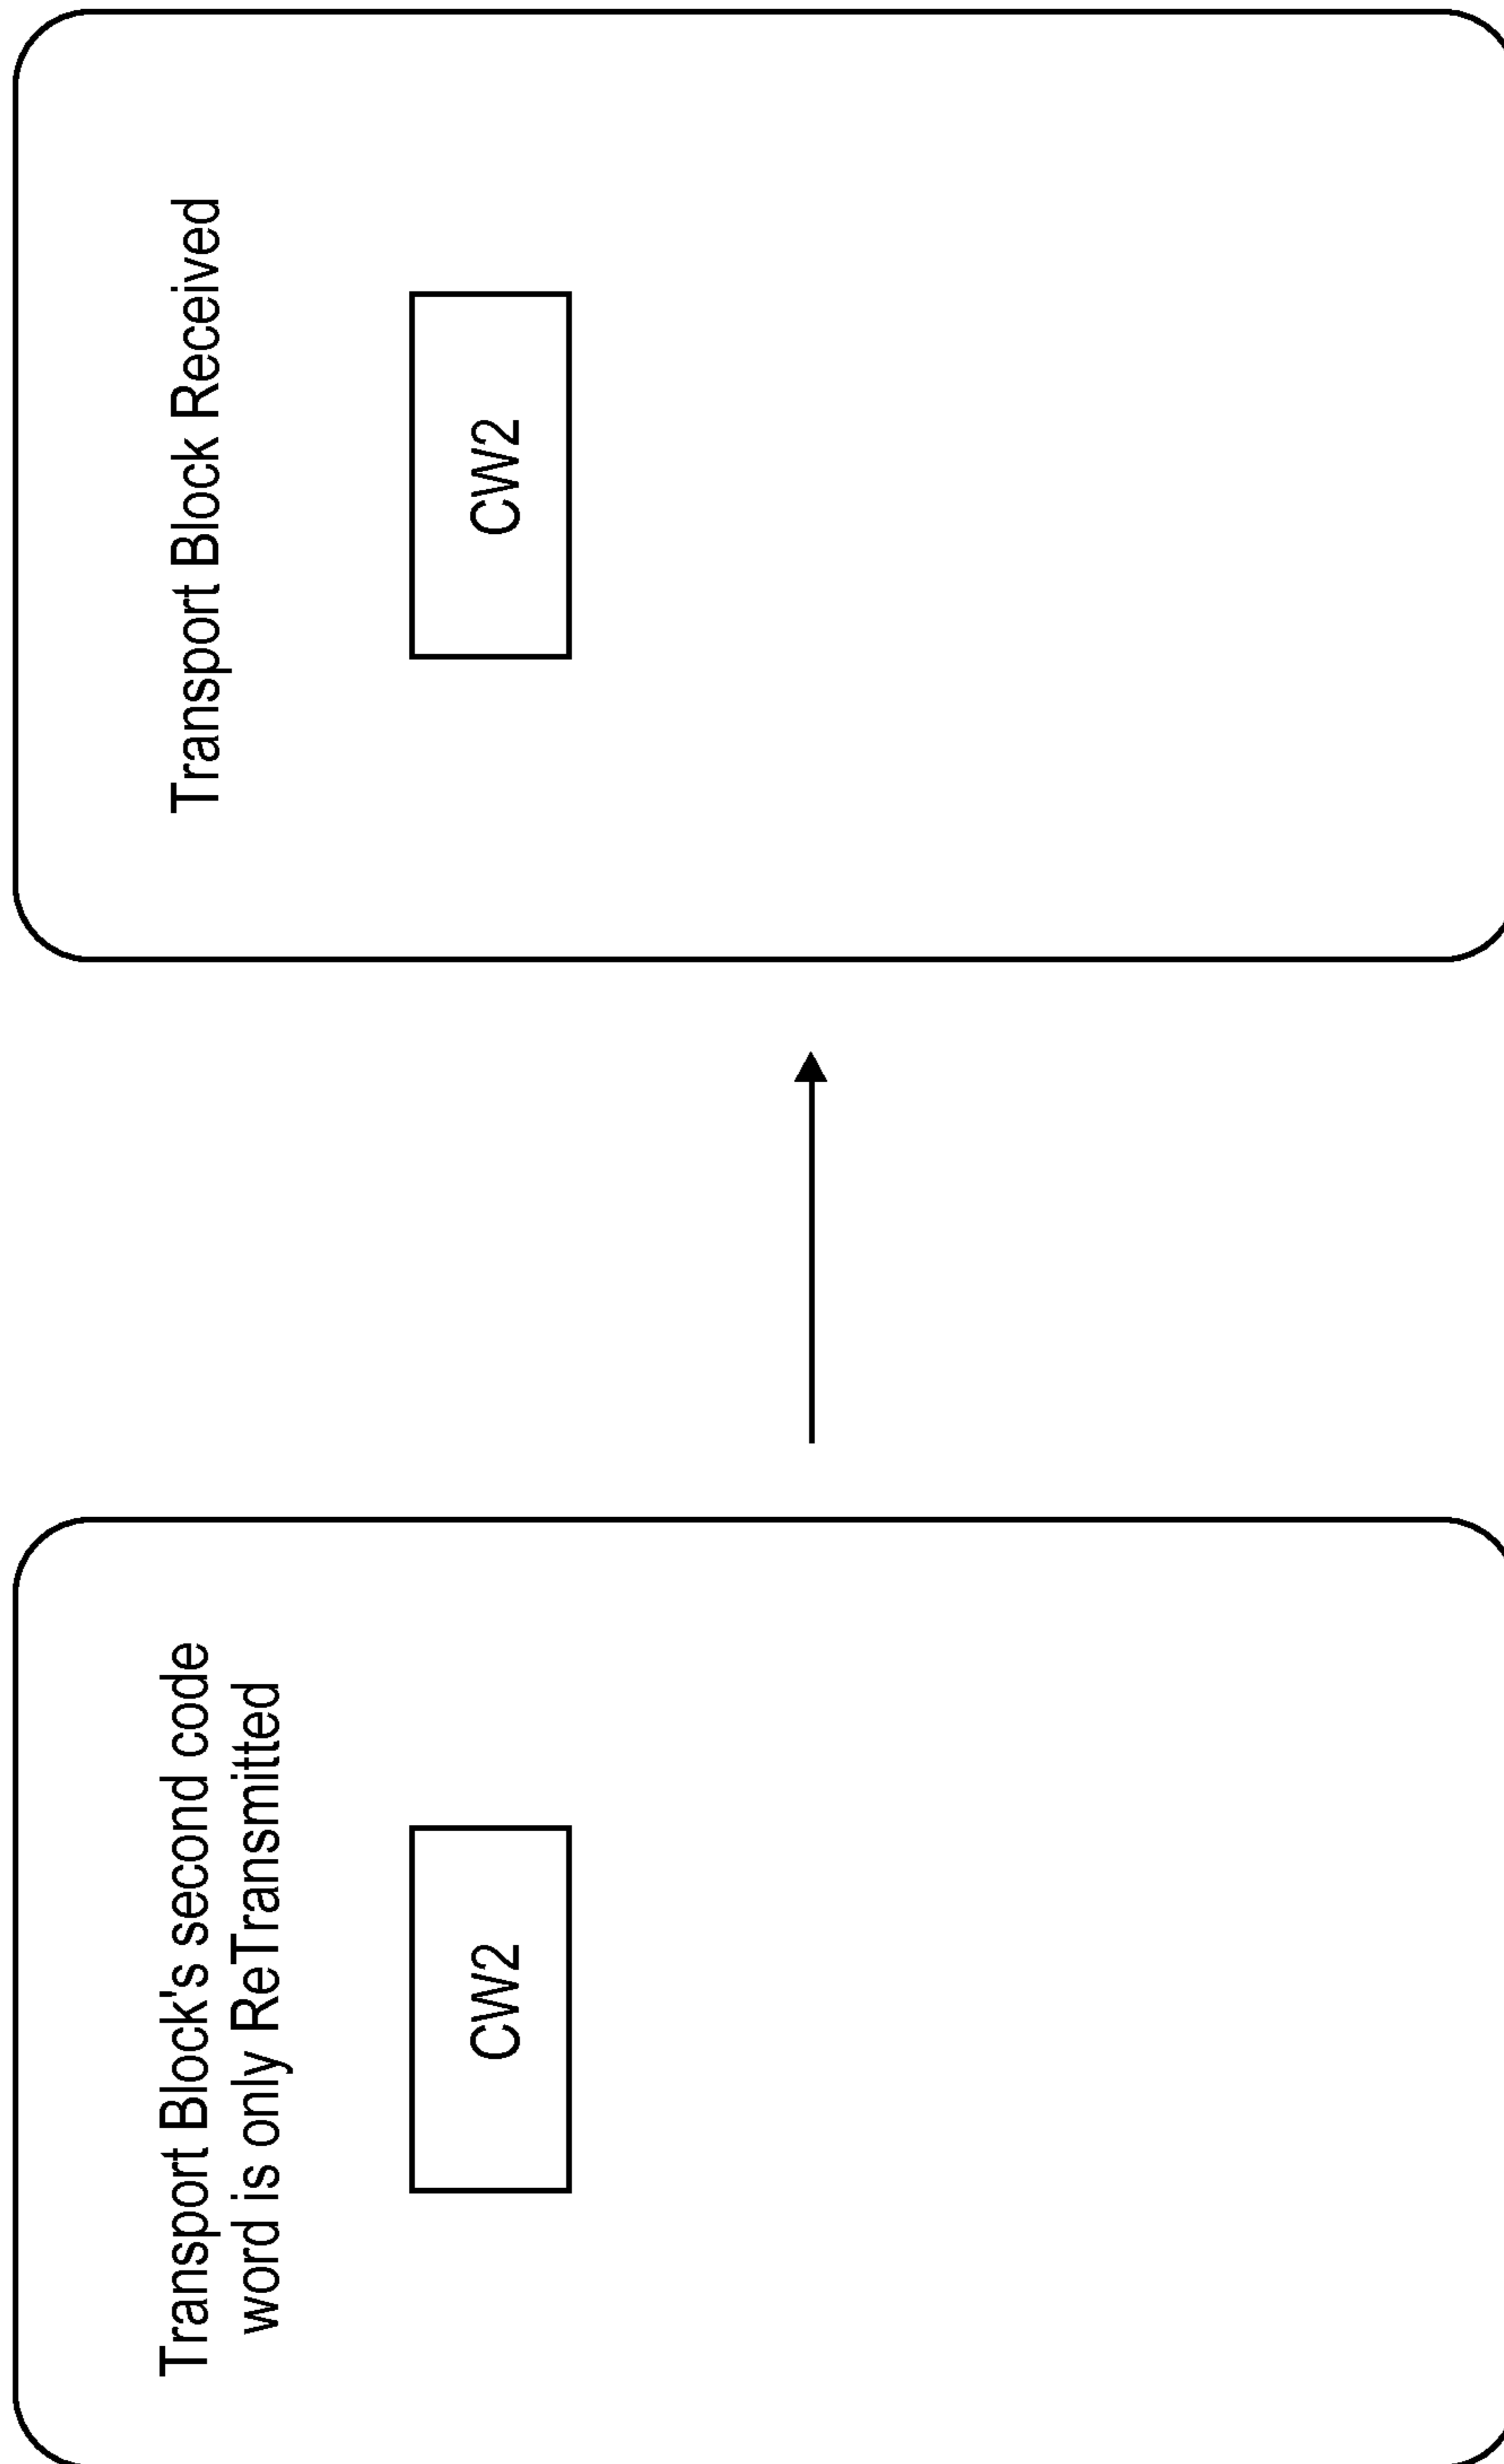 Transport Block's second code
word is only ReTransmitted
CW2
Transport Block Received
CW2